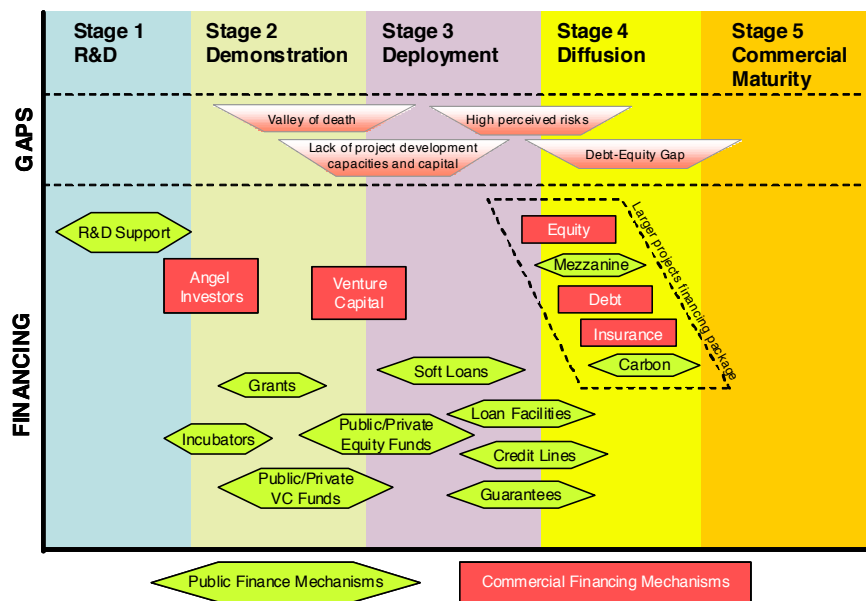 Stage 1
R&D
Stage 2
Demonstration
Stage 3
Deployment
Stage 4
Diffusion
Stage 5
Commercial
Maturity
GAPS
Valley of death
High perceived risks
Lack of project development
capacities and capital
Debt-Equity Gap
FINANCING
R&D Support
Angel
Investors
Venture
Capital
Equity
Mezzanine
Debt
Insurance
Carbon
Larger projects financing package
Soft Loans
Grants
Loan Facilities
Public/Private
Equity Funds
Incubators
Credit Lines
Public/Private
VC Funds
Guarantees
Public Finance Mechanisms
Commercial Financing Mechanisms